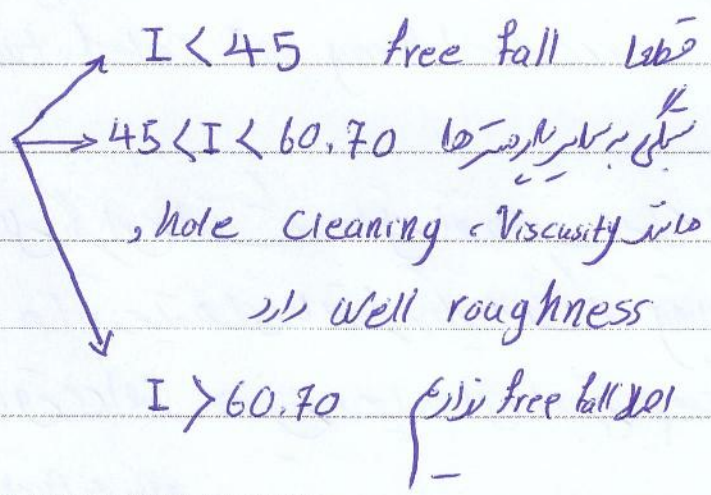 I < 45 free fall قطعا
45 < I < 60.70 بستگی به سایر پارامترها
مانند Viscusity ، hole Cleaning و
well roughness دارد
I > 60.70 اصلا free fall نداریم